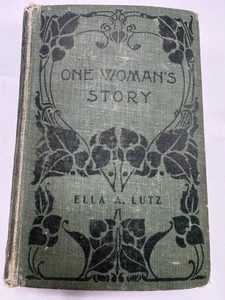 ONE WOMAN'S
STORY
ELLA A. LUTZ